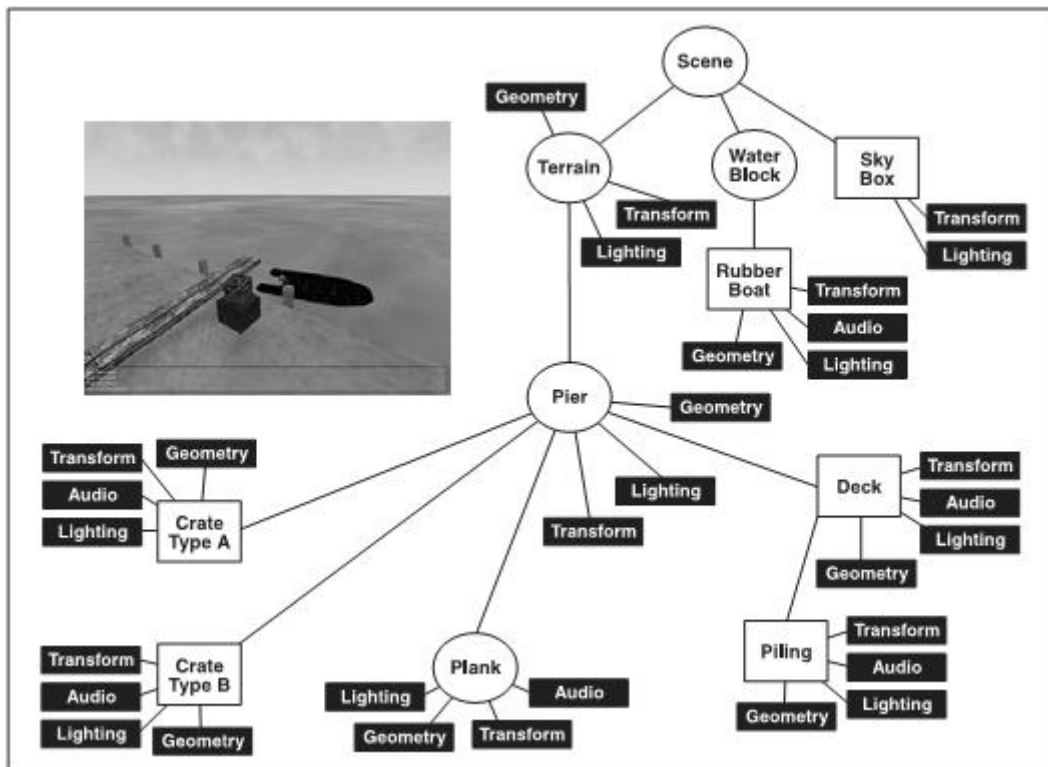 Scene
Geometry
Terrain
Water
Block
Sky
Box
Transform
Lighting
Transform
Lighting
Rubber
Boat
Transform
Audio
Lighting
Geometry
Pier
Geometry
Lighting
Transform
Transform
Geometry
Audio
Lighting
Crate
Type A
Deck
Transform
Audio
Lighting
Geometry
Transform
Audio
Lighting
Crate
Type B
Geometry
Plank
Lighting
Audio
Geometry
Transform
Piling
Transform
Audio
Lighting
Geometry